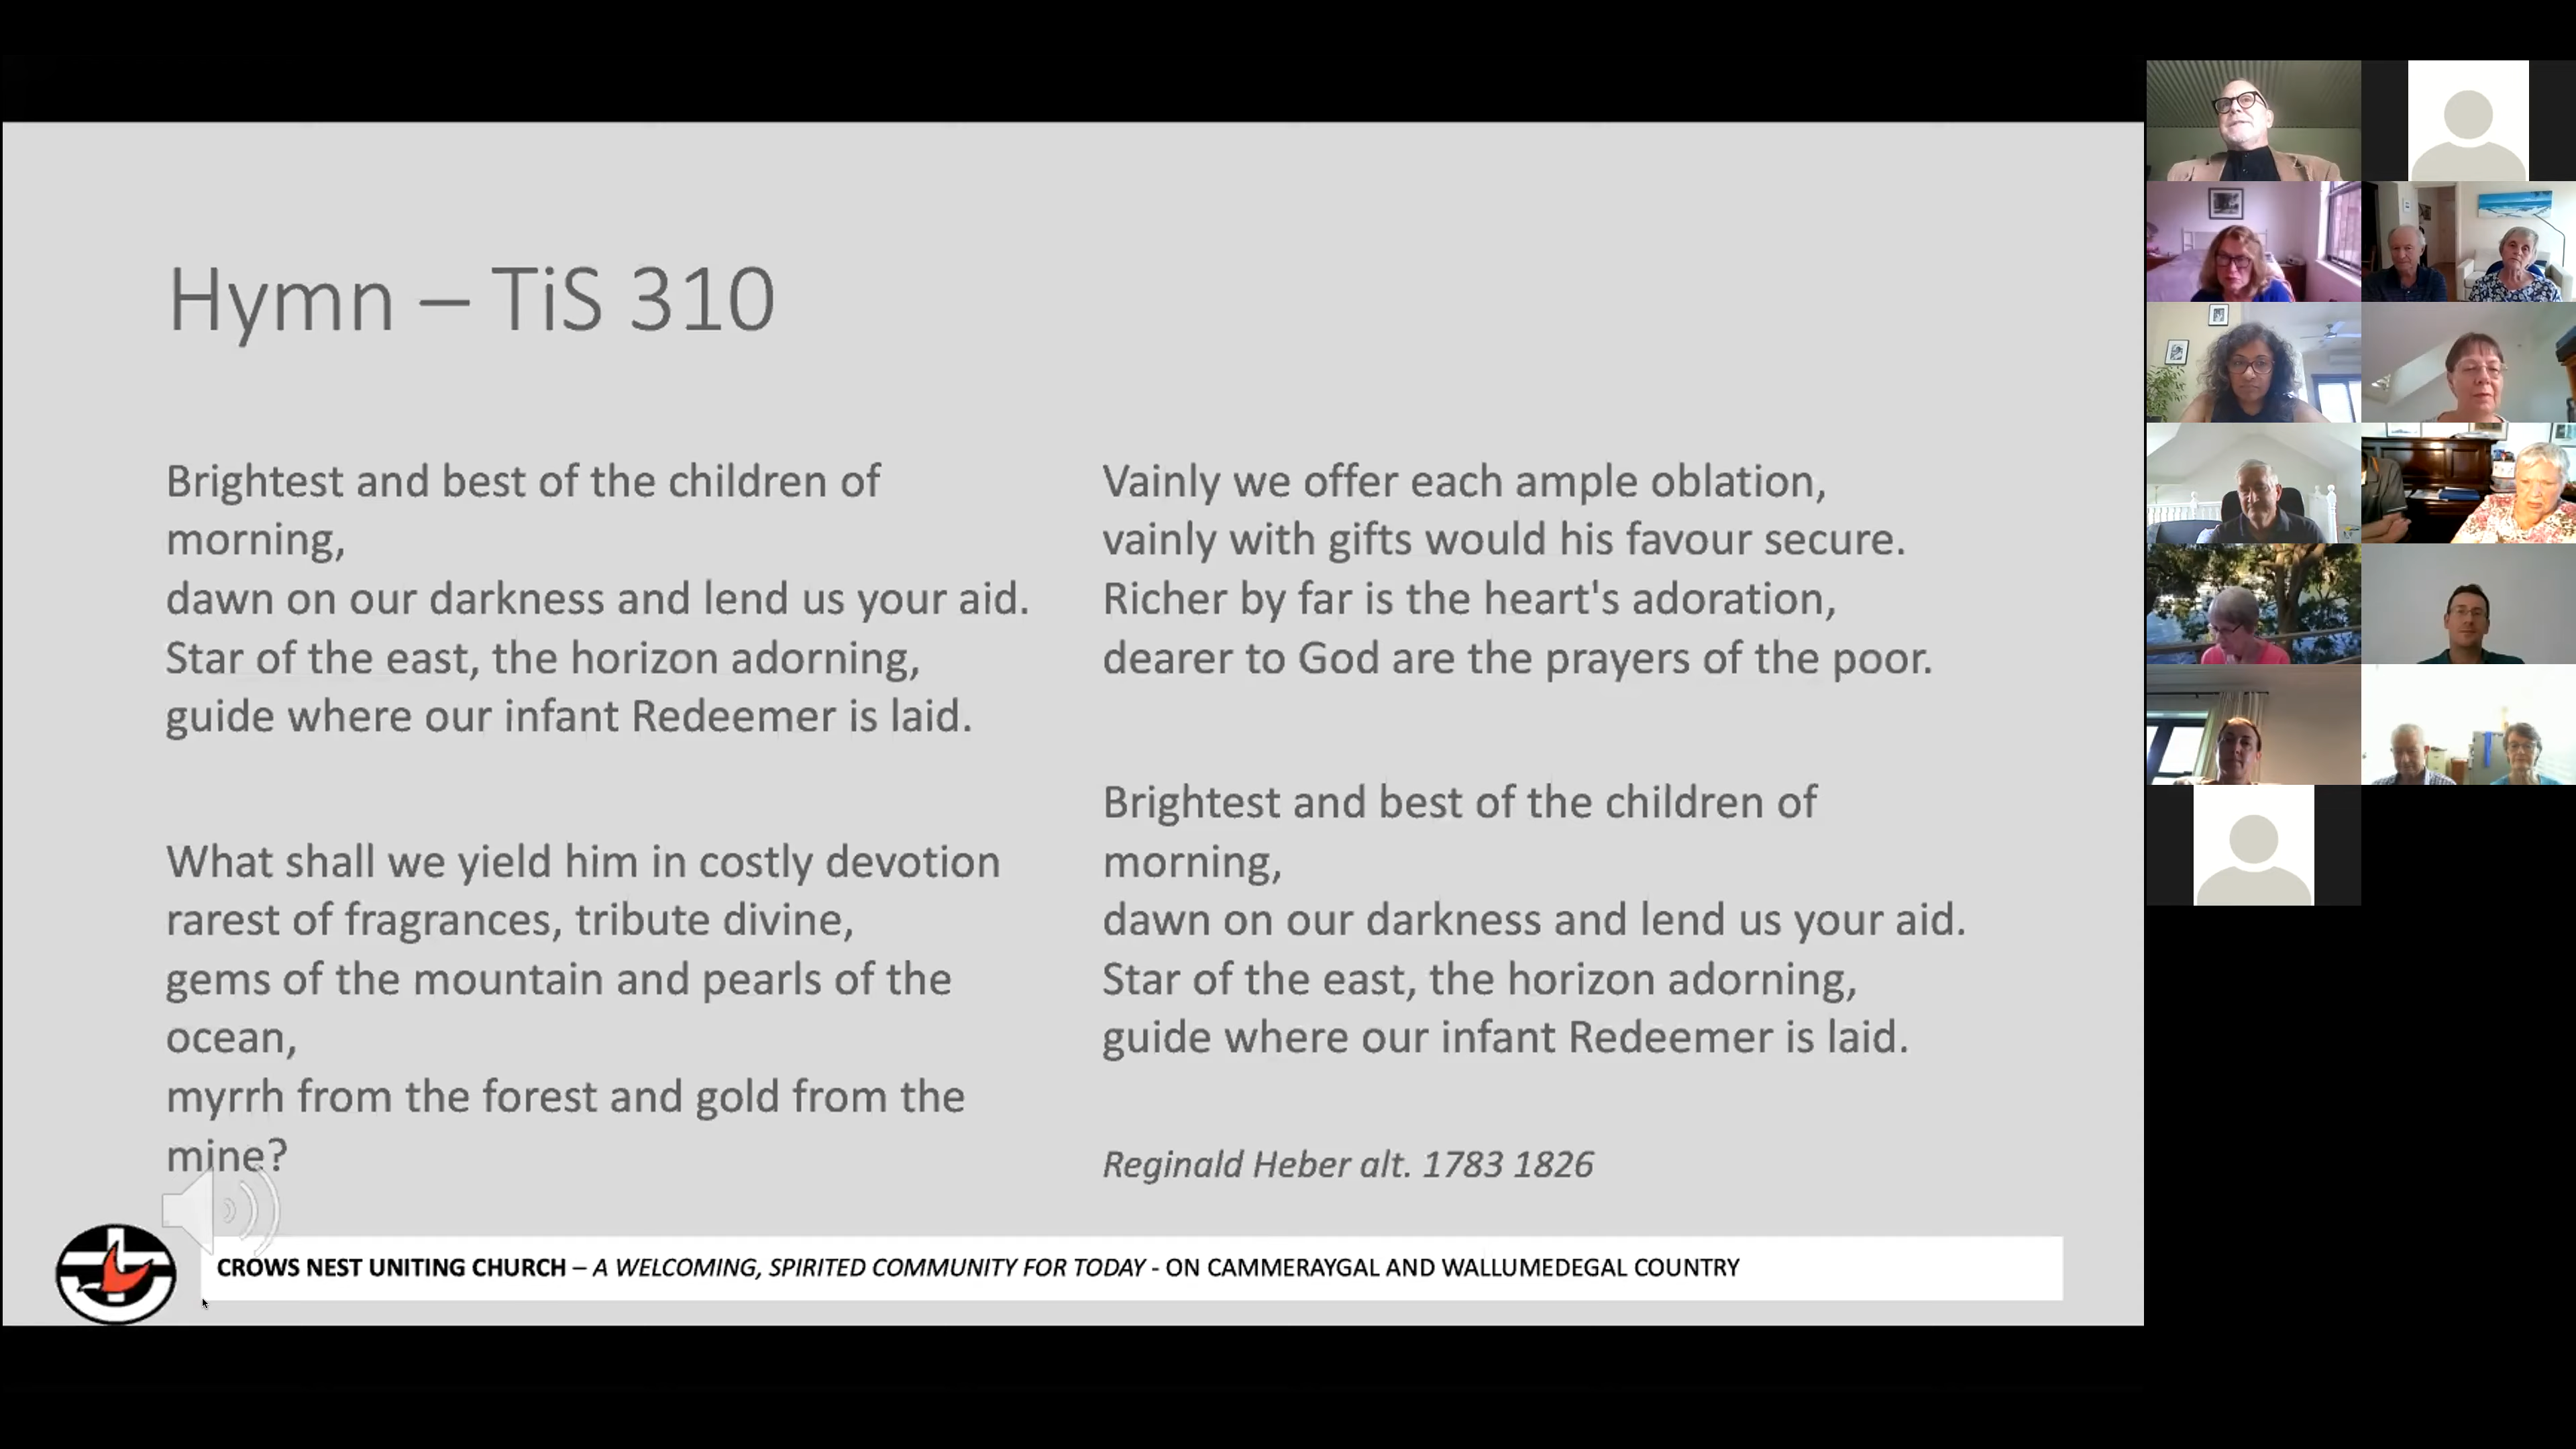 Hymn – TiS 310
Brightest and best of the children of
morning,
dawn on our darkness and lend us your aid.
Star of the east, the horizon adorning,
guide where our infant Redeemer is laid.
What shall we yield him in costly devotion
rarest of fragrances, tribute divine,
gems of the mountain and pearls of the
ocean,
myrrh from the forest and gold from the
mine?
Vainly we offer each ample oblation,
vainly with gifts would his favour secure.
Richer by far is the heart's adoration,
dearer to God are the prayers of the poor.
Brightest and best of the children of
morning,
dawn on our darkness and lend us your aid.
Star of the east, the horizon adorning,
guide where our infant Redeemer is laid.
Reginald Heber alt. 1783 1826
CROWS NEST UNITING CHURCH – A WELCOMING, SPIRITED COMMUNITY FOR TODAY - ON CAMMERAYGAL AND WALLUMEDEGAL COUNTRY